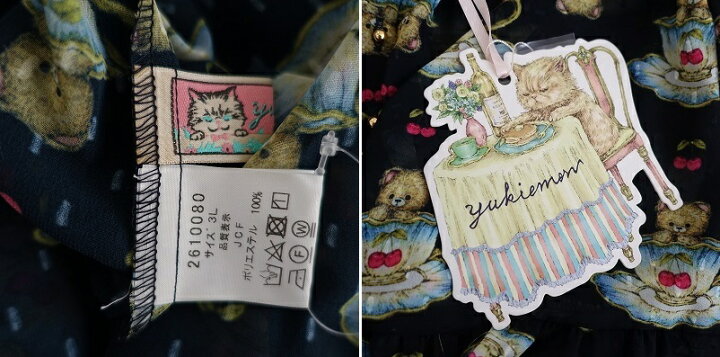 2610080
サイズ 3L
品質表示
JCF
ポリエステル 100%
W
F
yukiemon